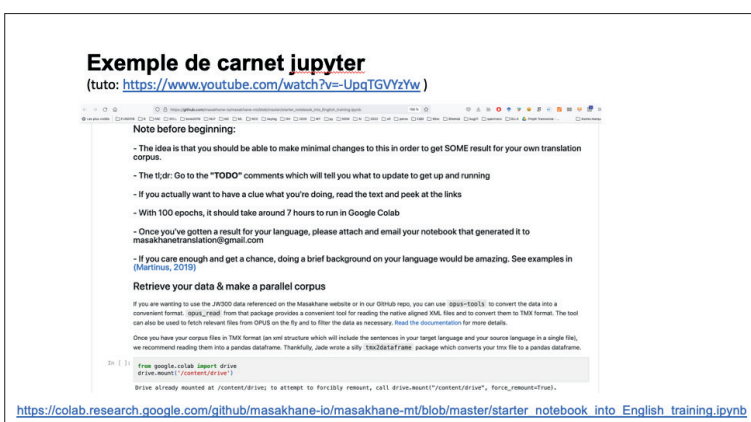 Exemple de carnet jupyter
(tuto: https://www.youtube.com/watch?v=-UpqTGVYzYw )
Note before beginning:
- The idea is that you should be able to make minimal changes to this in order to get SOME result for your own translation
corpus.
- The tl;dr: Go to the "TODO" comments which will tell you what to update to get up and running
- If you actually want to have a clue what you're doing, read the text and peek at the links
- With 100 epochs, it should take around 7 hours to run in Google Colab
- Once you've gotten a result for your language, please attach and email your notebook that generated it to
masakhanetranslation@gmail.com
- If you care enough and get a chance, doing a brief background on your language would be amazing. See examples in
(Martinus, 2019)
Retrieve your data & make a parallel corpus
If you are wanting to use the JW300 data referenced on the Masakhane website or in our GitHub repo, you can use opus-tools to convert the data into a
convenient format. opus_read from that package provides a convenient tool for reading the native aligned XML files and to convert them to TMX format. The tool
can also be used to fetch relevant files from OPUS on the fly and to filter the data as necessary. Read the documentation for more details.
Once you have your corpus files in TMX format (an xml structure which will include the sentences in your target language and your source language in a single file),
we recommend reading them into a pandas dataframe. Thankfully, Jade wrote a silly tmx2dataframe package which converts your tmx file to a pandas dataframe.
In [ ]: from google.colab import drive
drive.mount('/content/drive')
Drive already mounted at /content/drive; to attempt to forcibly remount, call drive.mount("/content/drive", force_remount=True).
https://colab.research.google.com/github/masakhane-io/masakhane-mt/blob/master/starter_notebook_into_English_training.ipynb